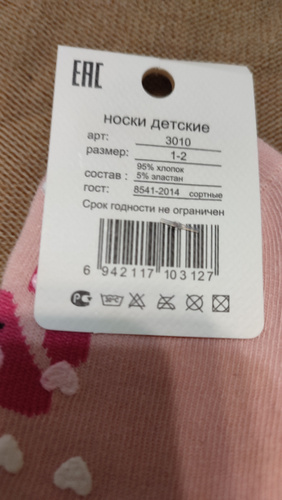 EAC
НОСКИ ДЕТСКИЕ
арт: 3010
размер: 1-2
состав : 95% хлопок
5% эластан
гост: 8541-2014 сортные
Срок годности не ограничен
6 942117 103127